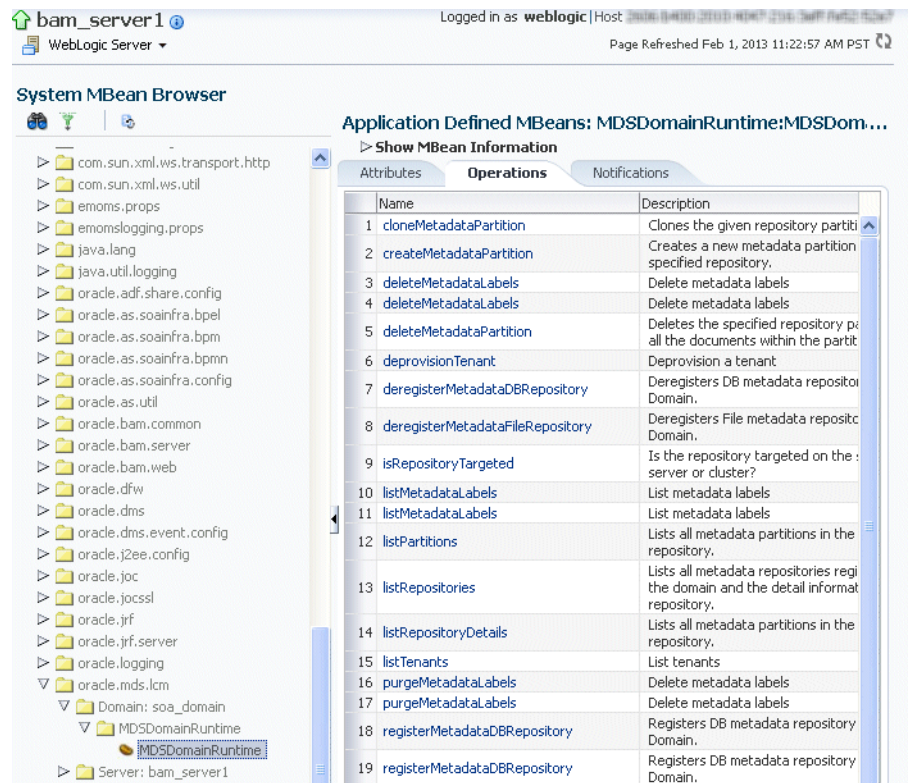 bam_server1
Logged in as weblogic|Host
WebLogic Server
Page Refreshed Feb 1, 2013 11:22:57 AM PST
System MBean Browser
com.sun.xml.ws.transport.http
com.sun.xml.ws.util
emoms.props
emomslogging.props
java.lang
java.util.logging
oracle.adf.share.config
oracle.as.soainfra.bpel
oracle.as.soainfra.bpm
oracle.as.soainfra.bpmn
oracle.as.soainfra.config
oracle.as.util
oracle.bam.common
oracle.bam.server
oracle.bam.web
oracle.dfw
oracle.dms
oracle.dms.event.config
oracle.j2ee.config
oracle.joc
oracle.jocssl
oracle.jrf
oracle.jrf.server
oracle.logging
oracle.mds.lcm
Domain: soa_domain
MDSDomainRuntime
MDSDomainRuntime
Server: bam_server1
Application Defined MBeans: MDSDomainRuntime:MDSDom...
Show MBean Information
Attributes Operations Notifications
Name Description
1 cloneMetadataPartition Clones the given repository partiti
2 createMetadataPartition Creates a new metadata partition
specified repository.
3 deleteMetadataLabels Delete metadata labels
4 deleteMetadataLabels Delete metadata labels
5 deleteMetadataPartition Deletes the specified repository pa
all the documents within the partit
6 deprovisionTenant Deprovision a tenant
7 deregisterMetadataDBRepository Deregisters DB metadata repositor
Domain.
8 deregisterMetadataFileRepository Deregisters File metadata reposito
Domain.
9 isRepositoryTargeted Is the repository targeted on the
server or cluster?
10 listMetadataLabels List metadata labels
11 listMetadataLabels List metadata labels
12 listPartitions Lists all metadata partitions in the
repository.
13 listRepositories Lists all metadata repositories regi
the domain and the detail informat
repository.
14 listRepositoryDetails Lists all metadata partitions in the
repository.
15 listTenants List tenants
16 purgeMetadataLabels Delete metadata labels
17 purgeMetadataLabels Delete metadata labels
18 registerMetadataDBRepository Registers DB metadata repository
Domain.
19 registerMetadataDBRepository Registers DB metadata repository
Domain.